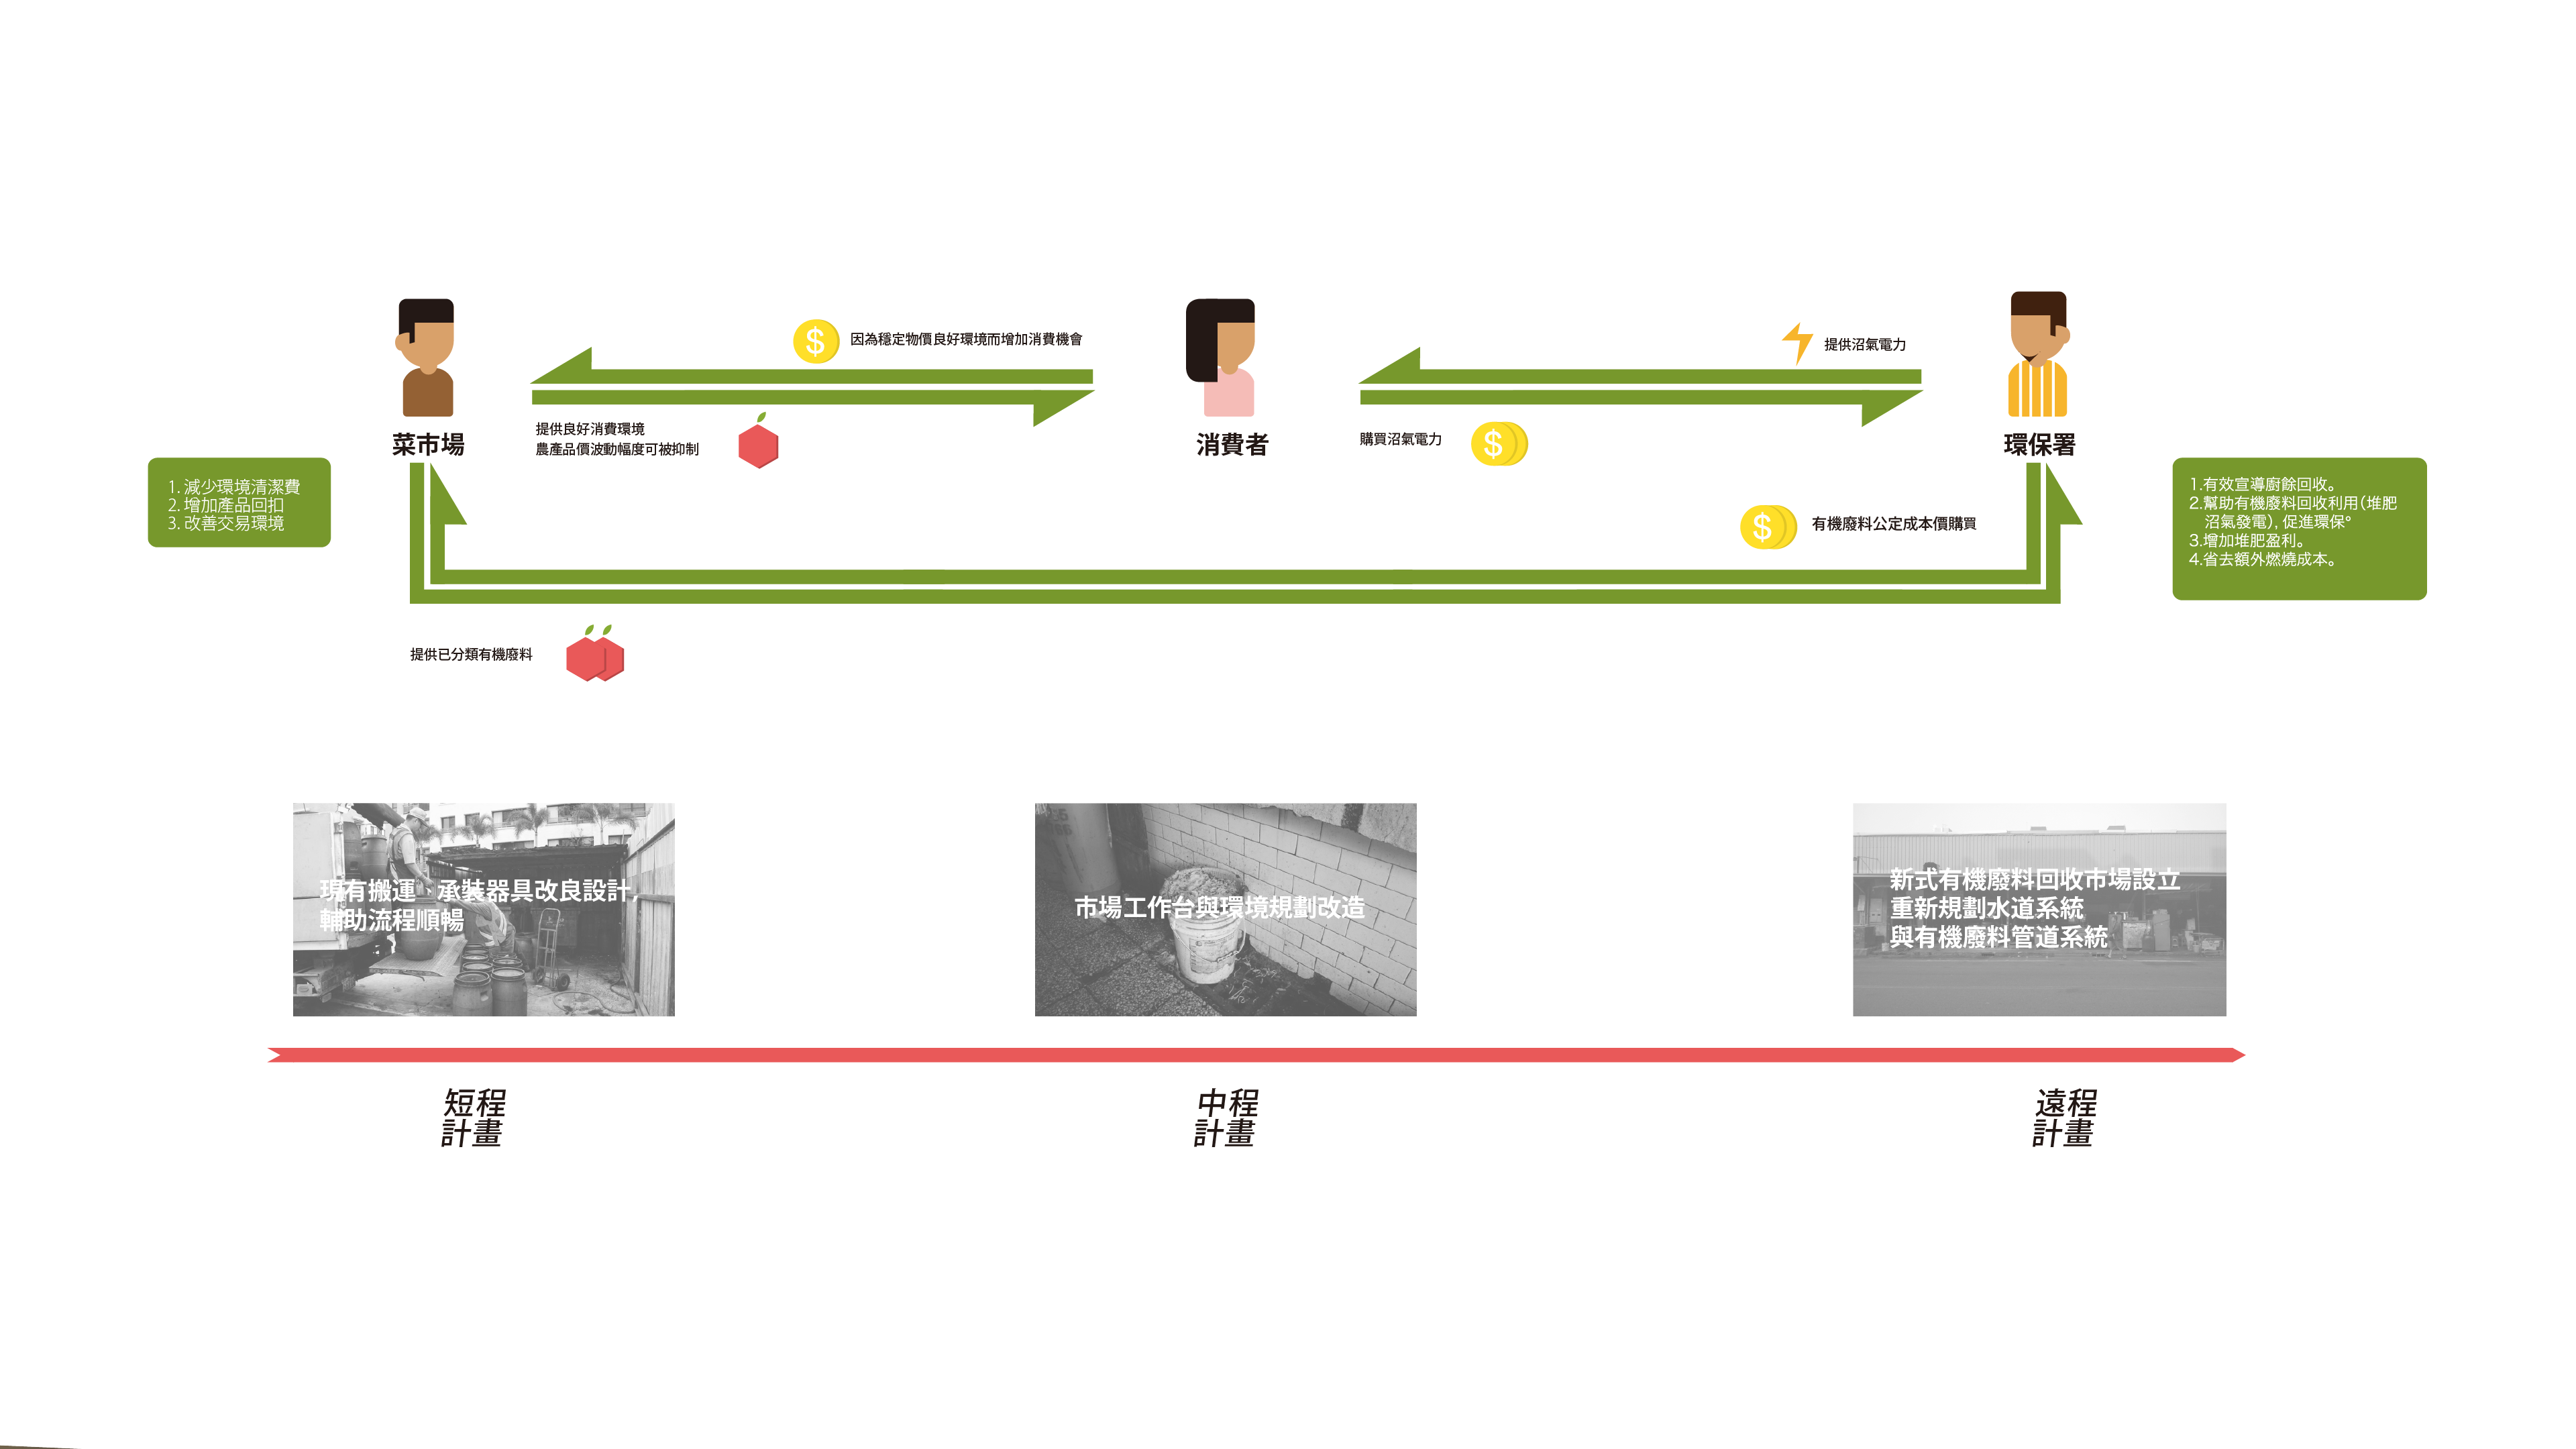 因為穩定物價良好環境而增加消費機會
提供沼氣電力
菜市場
提供良好消費環境
農產品價波動幅度可被抑制
消費者
購買沼氣電力
環保署
1. 減少環境清潔費
2. 增加產品回扣
3. 改善交易環境
有機廢料公定成本價購買
1.有效宣導廚餘回收。
2.幫助有機廢料回收利用(堆肥
沼氣發電), 促進環保。
3.增加堆肥盈利。
4.省去額外燃燒成本。
提供已分類有機廢料
現有搬運、承裝器具改良設計,
輔助流程順暢
市場工作台與環境規劃改造
新式有機廢料回收市場設立
重新規劃水道系統
與有機廢料管道系統
短程
計畫
中程
計畫
遠程
計畫